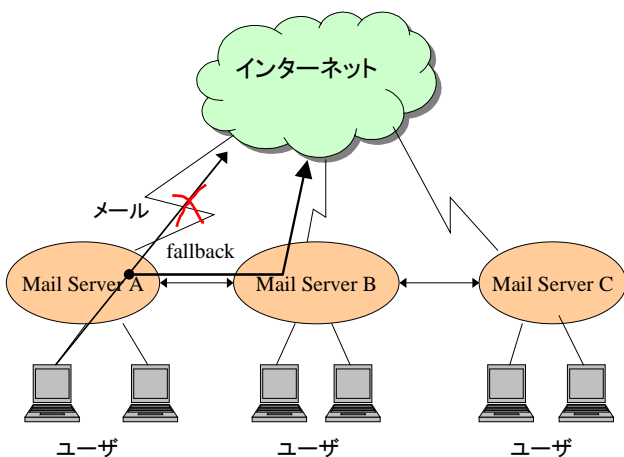 インターネット
メール
fallback
Mail Server A
Mail Server B
Mail Server C
ユーザ
ユーザ
ユーザ